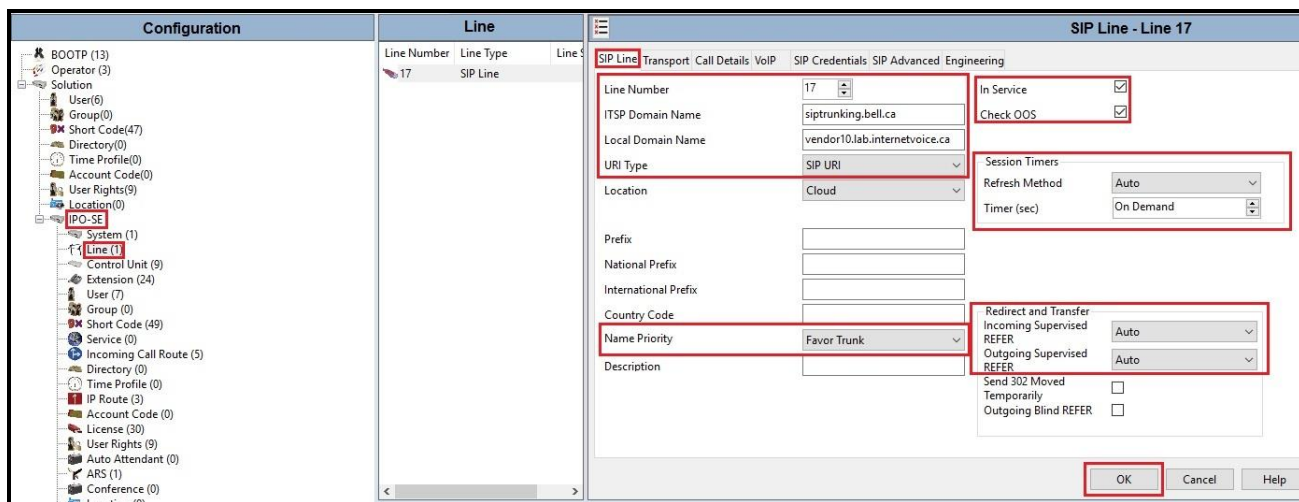 Configuration
BOOTP (13)
Operator (3)
Solution
User(6)
Group(0)
Short Code(47)
Directory(0)
Time Profile(0)
Account Code(0)
User Rights(9)
Location(0)
IPO-SE
System (1)
Line (1)
Control Unit (9)
Extension (24)
User (7)
Group (0)
Short Code (49)
Service (0)
Incoming Call Route (5)
Directory (0)
Time Profile (0)
IP Route (3)
Account Code (0)
License (30)
User Rights (9)
Auto Attendant (0)
ARS (1)
Conference (0)
Line
Line Number Line Type Line S
17 SIP Line
SIP Line - Line 17
SIP Line Transport Call Details VoIP SIP Credentials SIP Advanced Engineering
Line Number 17
ITSP Domain Name siptrunking.bell.ca
Local Domain Name vendor10.lab.internetvoice.ca
URI Type SIP URI
Location Cloud
Prefix
National Prefix
International Prefix
Country Code
Name Priority Favor Trunk
Description
In Service
Check OOS
Session Timers
Refresh Method Auto
Timer (sec) On Demand
Redirect and Transfer
Incoming Supervised
REFER Auto
Outgoing Supervised
REFER Auto
Send 302 Moved
Temporarily
Outgoing Blind REFER
OK Cancel Help